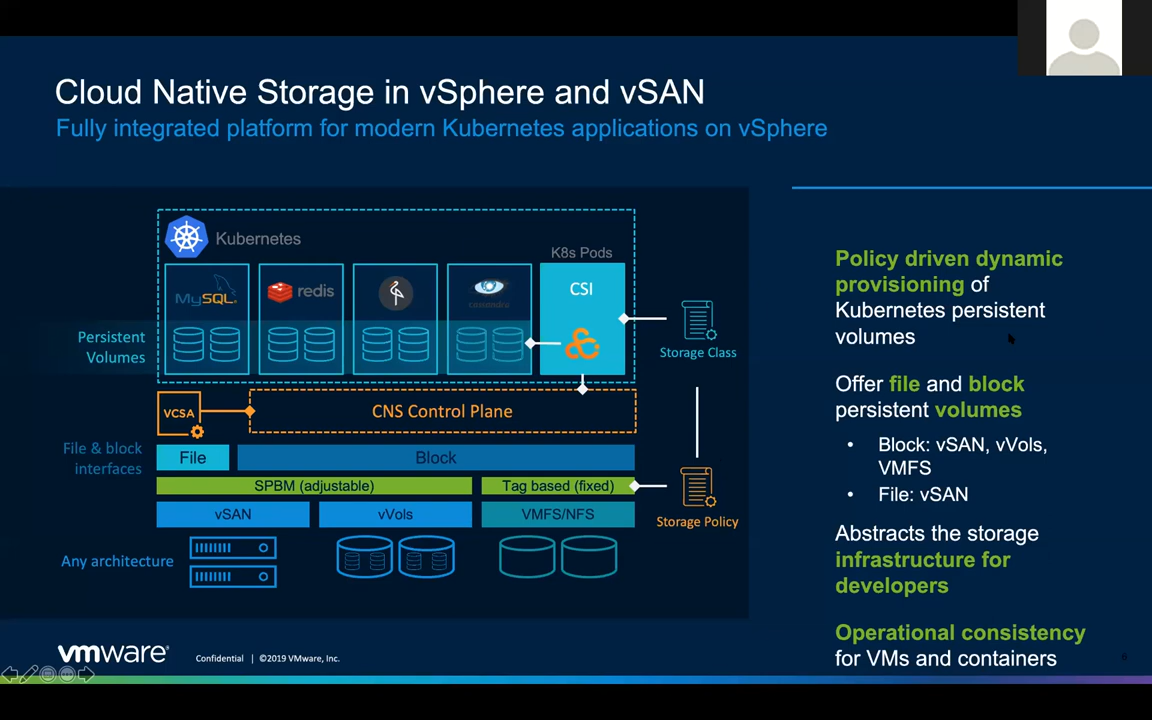 Cloud Native Storage in vSphere and vSAN
Fully integrated platform for modern Kubernetes applications on vSphere
Kubernetes
K8s Pods
MySQL
redis
cassandra
CSI
Persistent
Volumes
Storage Class
VCSA
CNS Control Plane
File & block
interfaces
File
Block
SPBM (adjustable)
Tag based (fixed)
vSAN
vVols
VMFS/NFS
Storage Policy
Any architecture
Policy driven dynamic
provisioning of
Kubernetes persistent
volumes
Offer file and block
persistent volumes
• Block: vSAN, vVols,
VMFS
• File: vSAN
Abstracts the storage
infrastructure for
developers
Operational consistency
for VMs and containers
vmware®
Confidential | ©2019 VMware, Inc.